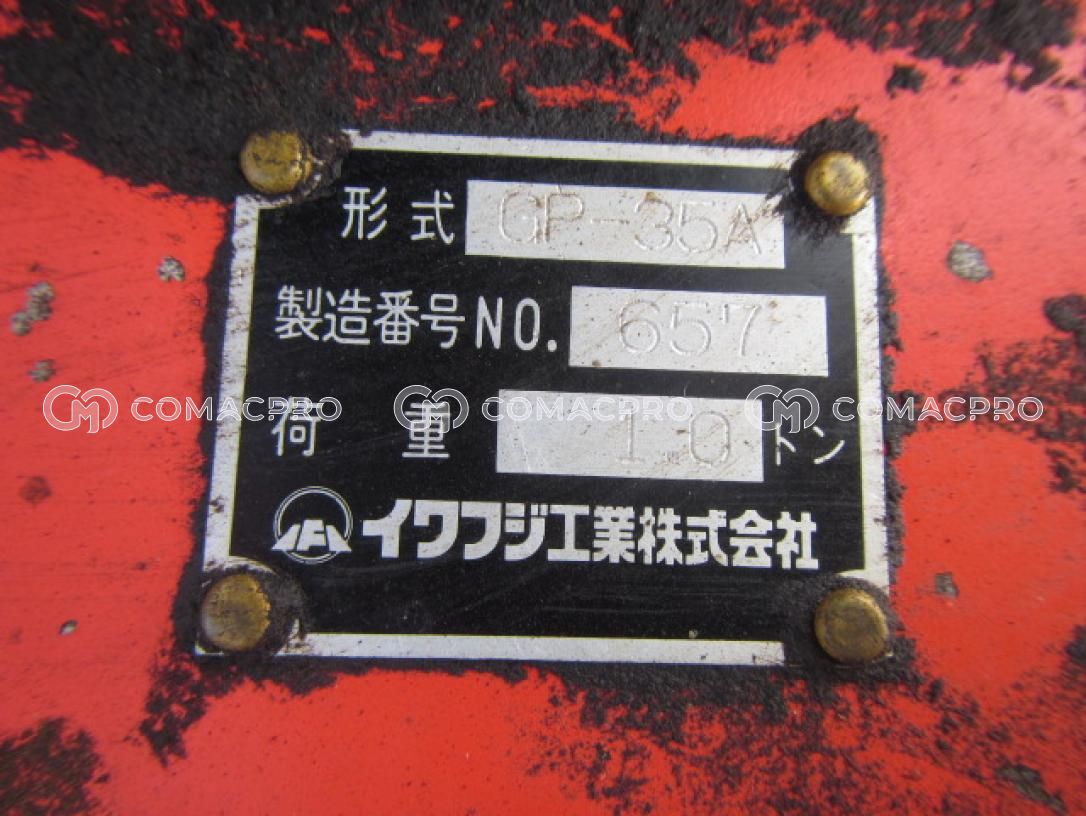 形式 GP-35A
製造番号NO. 657
荷重 1.0トン
COMACPRO COMACPRO COMACPRO
IFI イワフジ工業株式会社